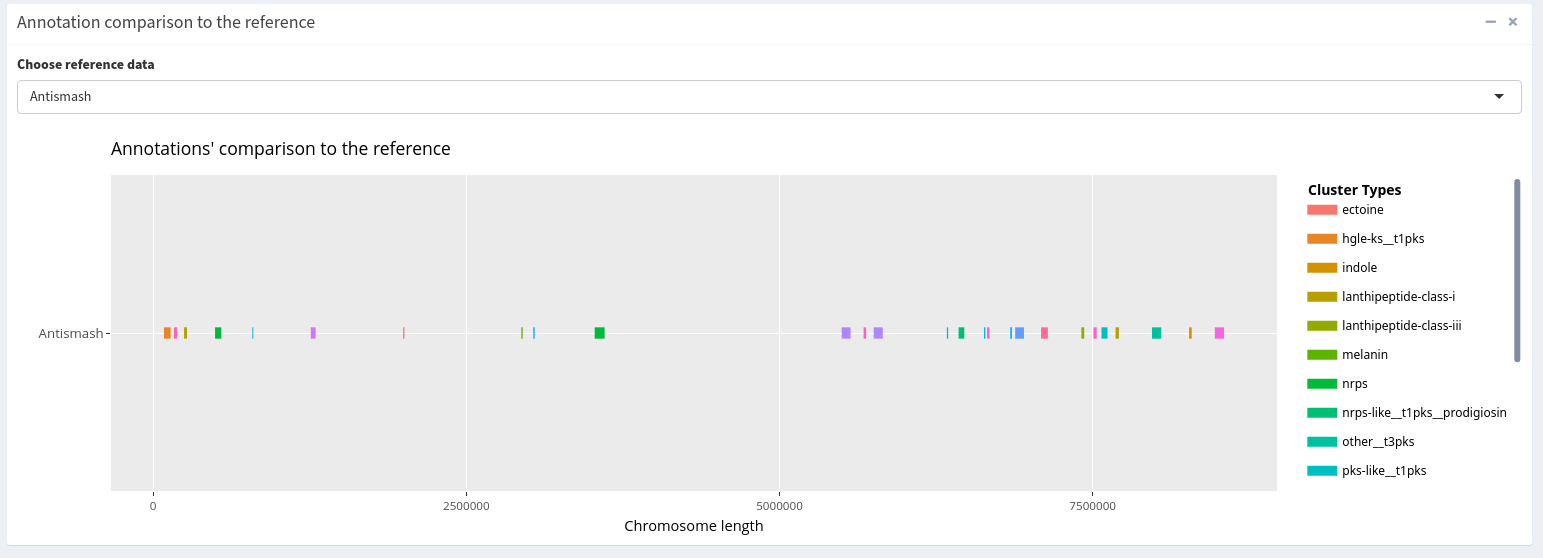 Annotation comparison to the reference
Choose reference data
Antismash
Annotations' comparison to the reference
Cluster Types
ectoine
hgle-ks__t1pks
indole
lanthipeptide-class-i
lanthipeptide-class-iii
melanin
nrps
nrps-like__t1pks__prodigiosin
other__t3pks
pks-like__t1pks
Antismash
0 2500000 5000000 7500000
Chromosome length